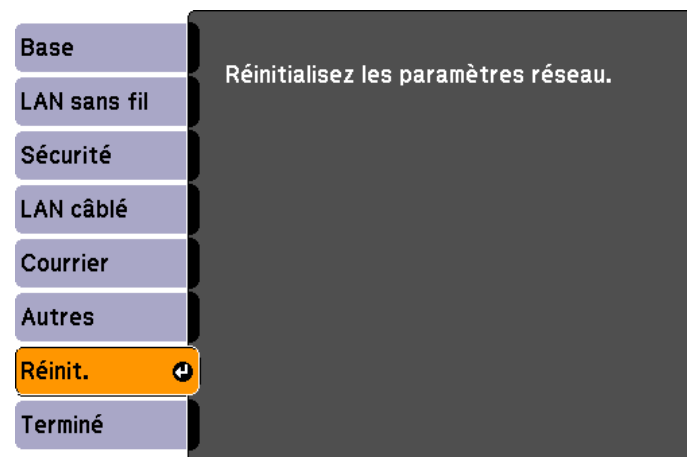 Base
LAN sans fil
Sécurité
LAN câblé
Courrier
Autres
Réinit.
Terminé
Réinitialisez les paramètres réseau.